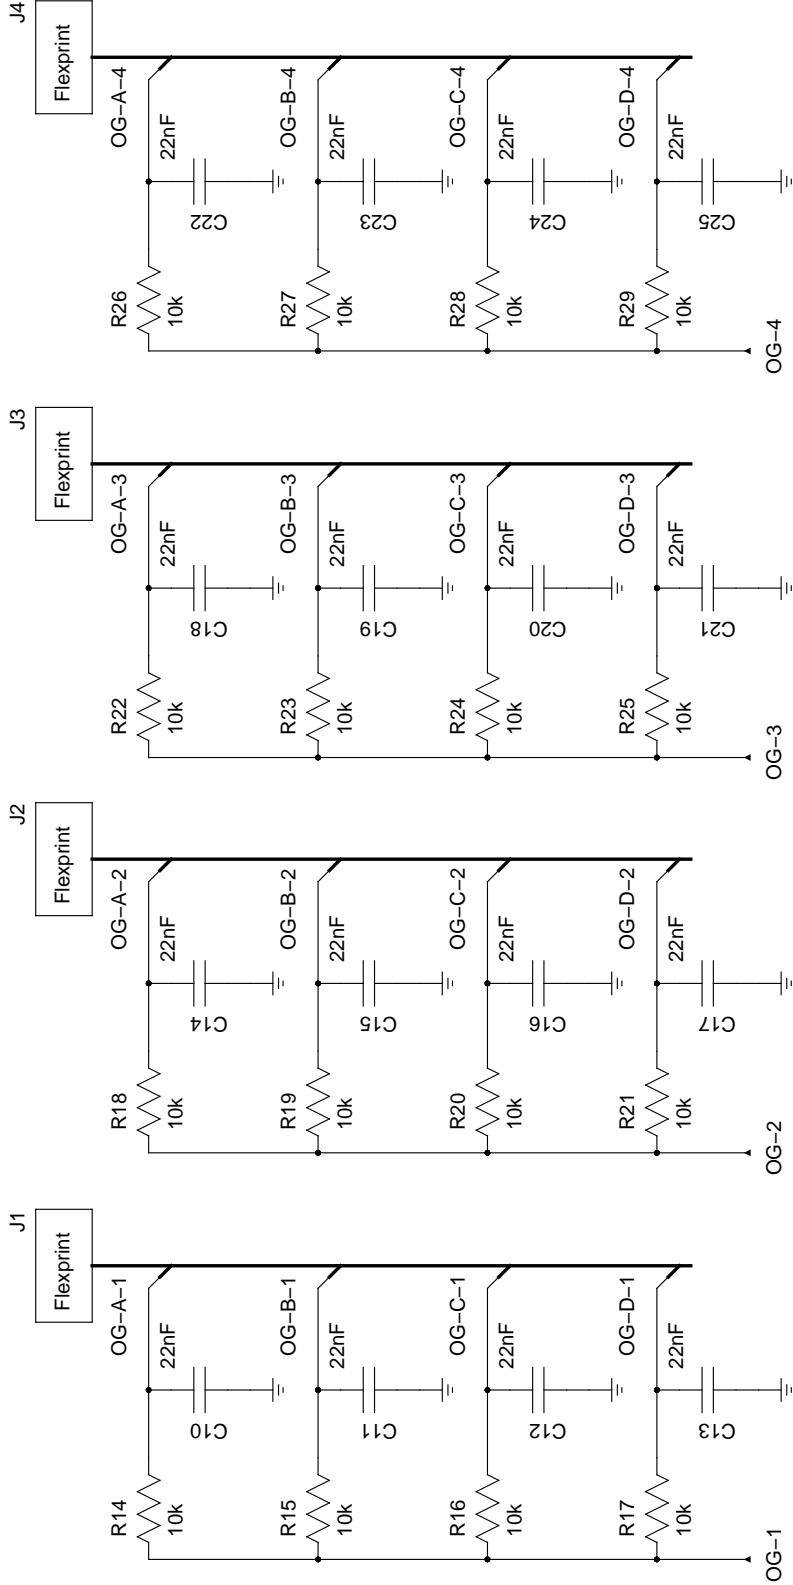 J1
Flexprint
OG–A–1
22nF
C10
R14
10k
OG–B–1
22nF
C11
R15
10k
OG–C–1
22nF
C12
R16
10k
OG–D–1
22nF
C13
R17
10k
OG–1
J2
Flexprint
OG–A–2
22nF
C14
R18
10k
OG–B–2
22nF
C15
R19
10k
OG–C–2
22nF
C16
R20
10k
OG–D–2
22nF
C17
R21
10k
OG–2
J3
Flexprint
OG–A–3
22nF
C18
R22
10k
OG–B–3
22nF
C19
R23
10k
OG–C–3
22nF
C20
R24
10k
OG–D–3
22nF
C21
R25
10k
OG–3
J4
Flexprint
OG–A–4
22nF
C22
R26
10k
OG–B–4
22nF
C23
R27
10k
OG–C–4
22nF
C24
R28
10k
OG–D–4
22nF
C25
R29
10k
OG–4